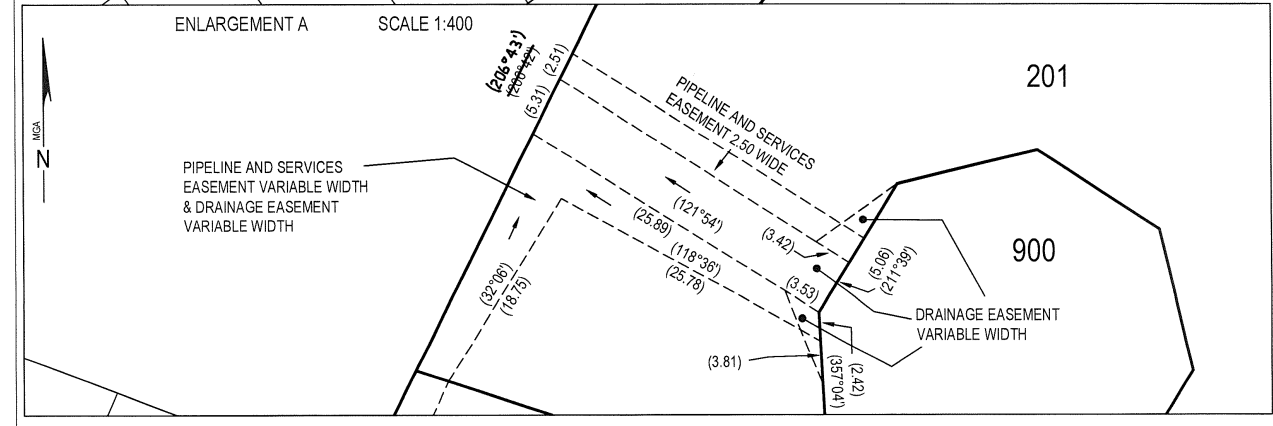 ENLARGEMENT A SCALE 1:400
(206°43')
(206°42')
(2.51)
(5.31)
PIPELINE AND SERVICES
EASEMENT 2.50 WIDE
201
MGA
N
PIPELINE AND SERVICES
EASEMENT VARIABLE WIDTH
& DRAINAGE EASEMENT
VARIABLE WIDTH
(121°54')
(25.89)
(118°36')
(25.78)
(3.42)
(3.53)
(5.06)
(211°39')
900
(32°06')
(18.75)
DRAINAGE EASEMENT
VARIABLE WIDTH
(3.81)
(357°04')
(2.42)